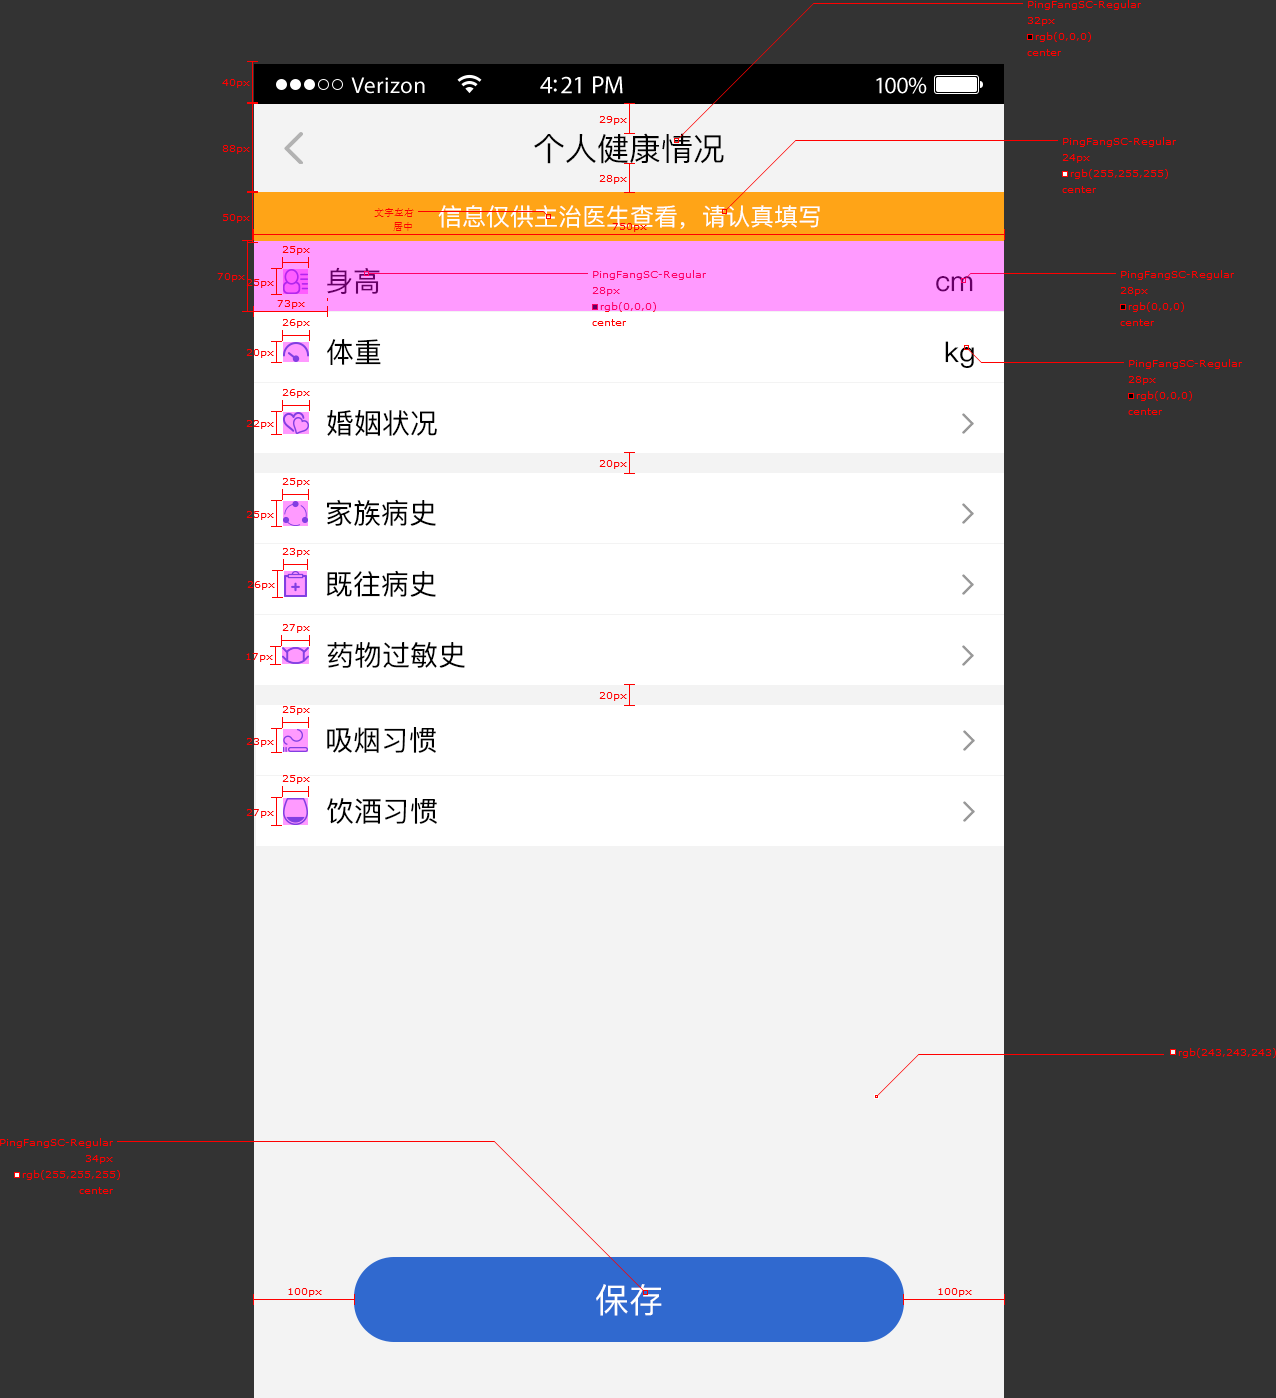 PingFangSC-Regular
32px
rgb(0,0,0)
center
40px
Verizon
4:21 PM
100%
88px
29px
个人健康情况
28px
PingFangSC-Regular
24px
rgb(255,255,255)
center
50px
文字左右
居中
信息仅供主治医生查看，请认真填写
750px
70px
25px
25px
身高
73px
PingFangSC-Regular
28px
rgb(0,0,0)
center
cm
PingFangSC-Regular
28px
rgb(0,0,0)
center
26px
20px
体重
kg
PingFangSC-Regular
28px
rgb(0,0,0)
center
26px
22px
婚姻状况
20px
25px
25px
家族病史
23px
26px
既往病史
27px
17px
药物过敏史
20px
25px
23px
吸烟习惯
25px
27px
饮酒习惯
rgb(243,243,243)
PingFangSC-Regular
34px
rgb(255,255,255)
center
100px
保存
100px